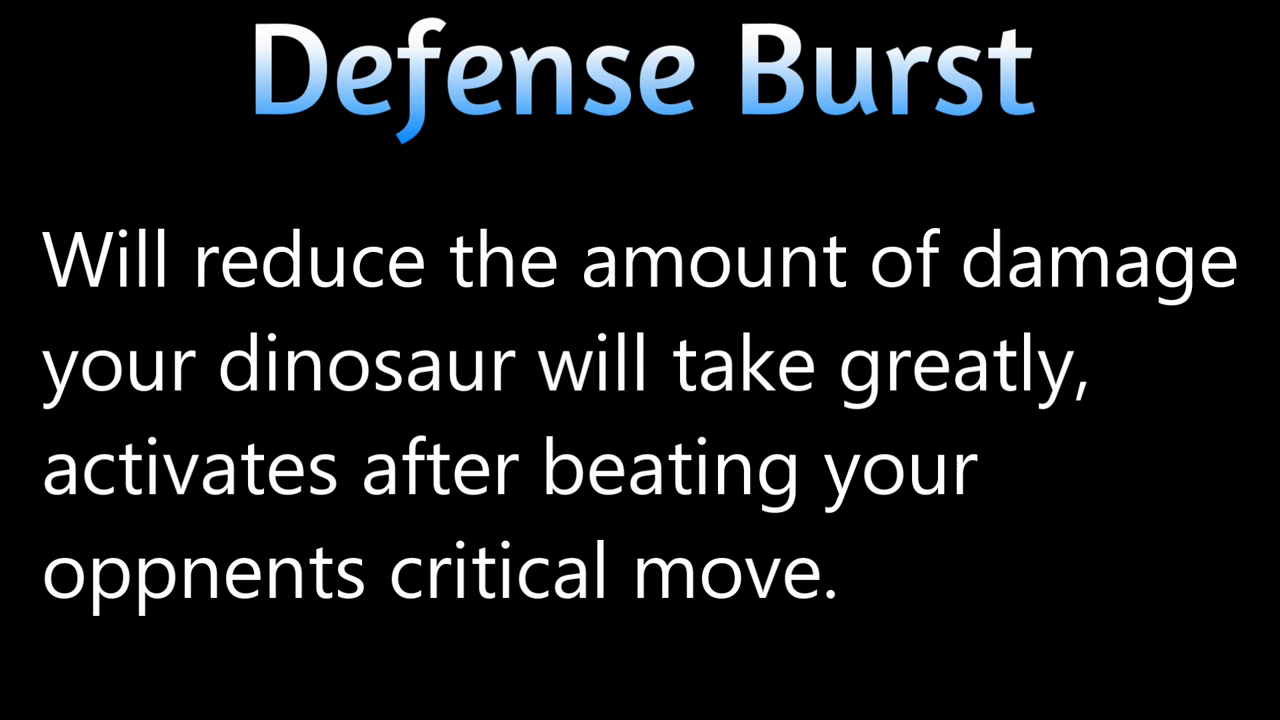 Defense Burst
Will reduce the amount of damage
your dinosaur will take greatly,
activates after beating your
oppnents critical move.